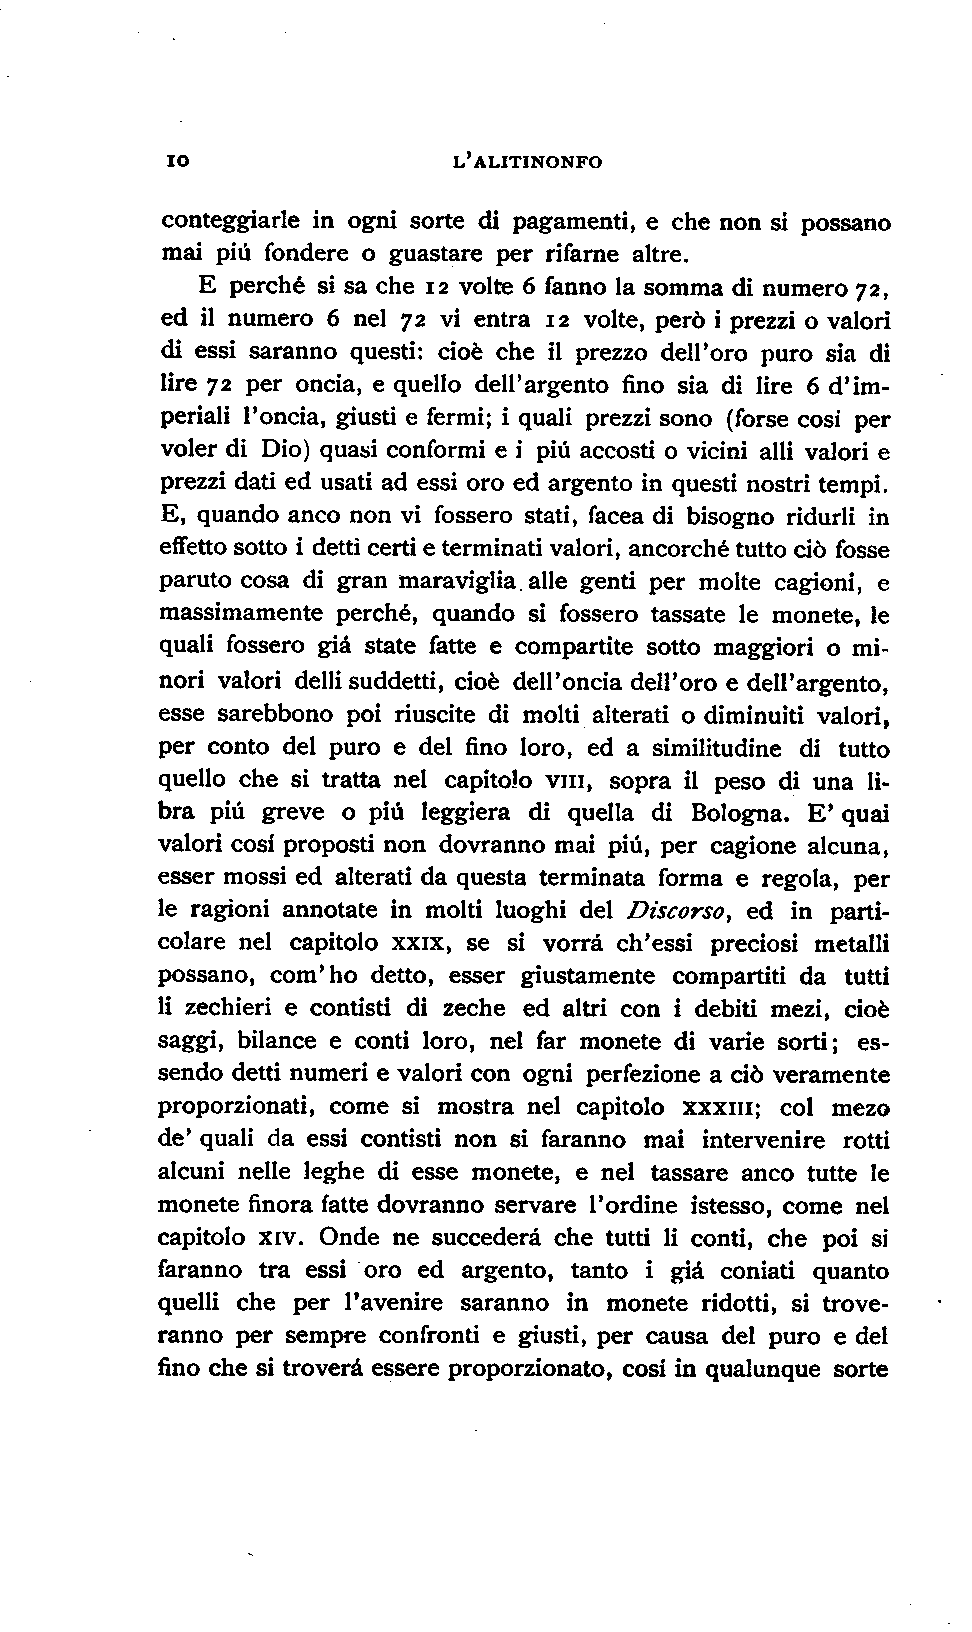 10 L'ALITINONFO
conteggiarle in ogni sorte di pagamenti, e che non si possano
mai piú fondere o guastare per rifarne altre.
E perché si sa che 12 volte 6 fanno la somma di numero 72,
ed il numero 6 nel 72 vi entra 12 volte, però i prezzi o valori
di essi saranno questi: cioè che il prezzo dell'oro puro sia di
lire 72 per oncia, e quello dell'argento fino sia di lire 6 d'im-
periali l'oncia, giusti e fermi; i quali prezzi sono (forse cosi per
voler di Dio) quasi conformi e i piú accosti o vicini alli valori e
prezzi dati ed usati ad essi oro ed argento in questi nostri tempi.
E, quando anco non vi fossero stati, facea di bisogno ridurli in
effetto sotto i detti certi e terminati valori, ancorché tutto ciò fosse
paruto cosa di gran maraviglia alle genti per molte cagioni, e
massimamente perché, quando si fossero tassate le monete, le
quali fossero giá state fatte e compartite sotto maggiori o mi-
nori valori delli suddetti, cioè dell'oncia dell'oro e dell'argento,
esse sarebbono poi riuscite di molti alterati o diminuiti valori,
per conto del puro e del fino loro, ed a similitudine di tutto
quello che si tratta nel capitolo VIII, sopra il peso di una li-
bra piú greve o piú leggiera di quella di Bologna. E' quai
valori cosí proposti non dovranno mai piú, per cagione alcuna,
esser mossi ed alterati da questa terminata forma e regola, per
le ragioni annotate in molti luoghi del Discorso, ed in parti-
colare nel capitolo XXIX, se si vorrá ch'essi preciosi metalli
possano, com'ho detto, esser giustamente compartiti da tutti
li zechieri e contisti di zeche ed altri con i debiti mezi, cioè
saggi, bilance e conti loro, nel far monete di varie sorti; es-
sendo detti numeri e valori con ogni perfezione a ciò veramente
proporzionati, come si mostra nel capitolo XXXIII; col mezo
de' quali da essi contisti non si faranno mai intervenire rotti
alcuni nelle leghe di esse monete, e nel tassare anco tutte le
monete finora fatte dovranno servare l'ordine istesso, come nel
capitolo XIV. Onde ne succederá che tutti li conti, che poi si
faranno tra essi oro ed argento, tanto i giá coniati quanto
quelli che per l'avenire saranno in monete ridotti, si trove-
ranno per sempre confronti e giusti, per causa del puro e del
fino che si troverá essere proporzionato, cosí in qualunque sorte